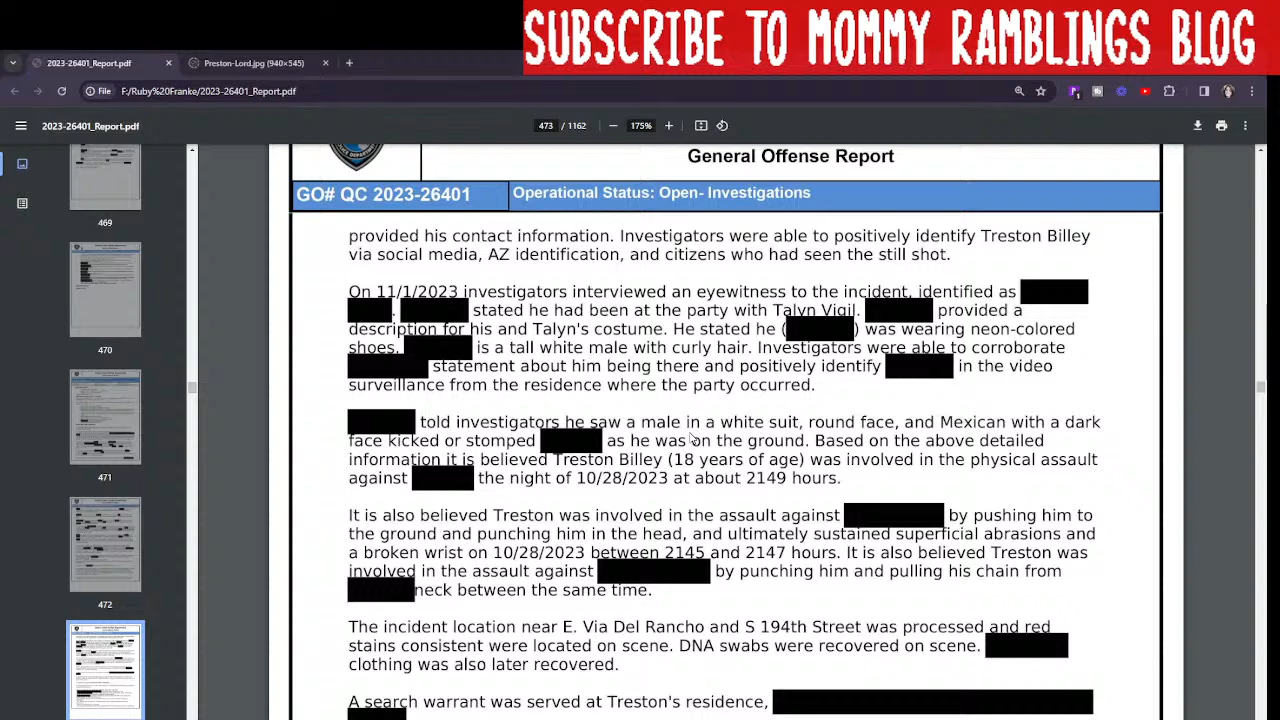 SUBSCRIBE TO MOMMY RAMBLINGS BLOG
2023-26401_Report.pdf
Preston-Lord.jpg (940×545)
File
F:/Ruby%20Franke/2023-26401_Report.pdf
2023-26401_Report.pdf
473 / 1162
175%
469
470
471
472
General Offense Report
GO# QC 2023-26401
Operational Status: Open- Investigations
provided his contact information. Investigators were able to positively identify Treston Billey
via social media, AZ identification, and citizens who had seen the still shot.
On 11/1/2023 investigators interviewed an eyewitness to the incident, identified as
. stated he had been at the party with Talyn Vigil. provided a
description for his and Talyn's costume. He stated he ( ) was wearing neon-colored
shoes. is a tall white male with curly hair. Investigators were able to corroborate
statement about him being there and positively identify in the video
surveillance from the residence where the party occurred.
told investigators he saw a male in a white suit, round face, and Mexican with a dark
face kicked or stomped as he was on the ground. Based on the above detailed
information it is believed Treston Billey (18 years of age) was involved in the physical assault
against the night of 10/28/2023 at about 2149 hours.
It is also believed Treston was involved in the assault against by pushing him to
the ground and punching him in the head, and ultimately sustained superficial abrasions and
a broken wrist on 10/28/2023 between 2145 and 2147 hours. It is also believed Treston was
involved in the assault against by punching him and pulling his chain from
neck between the same time.
The incident location near E. Via Del Rancho and S 194th Street was processed and red
stains consistent were located on scene. DNA swabs were recovered on scene.
clothing was also later recovered.
A search warrant was served at Treston's residence,